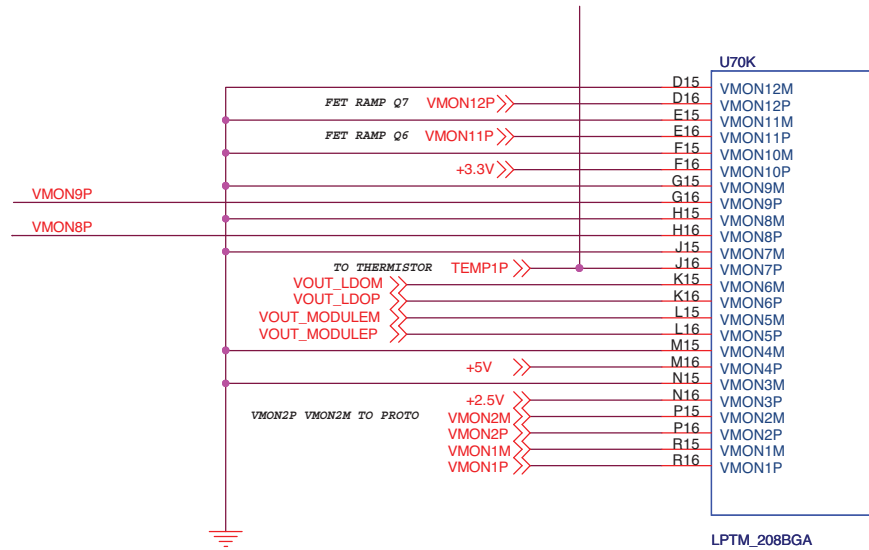 U70K
D15 VMON12M
FET RAMP Q7 VMON12P D16 VMON12P
E15 VMON11M
FET RAMP Q6 VMON11P E16 VMON11P
F15 VMON10M
+3.3V F16 VMON10P
G15 VMON9M
VMON9P G16 VMON9P
H15 VMON8M
VMON8P H16 VMON8P
J15 VMON7M
TO THERMISTOR TEMP1P J16 VMON7P
VOUT_LDOM K15 VMON6M
VOUT_LDOP K16 VMON6P
VOUT_MODULEM L15 VMON5M
VOUT_MODULEP L16 VMON5P
M15 VMON4M
+5V M16 VMON4P
N15 VMON3M
+2.5V N16 VMON3P
VMON2P VMON2M TO PROTO VMON2M P15 VMON2M
VMON2P P16 VMON2P
VMON1M R15 VMON1M
VMON1P R16 VMON1P
LPTM_208BGA